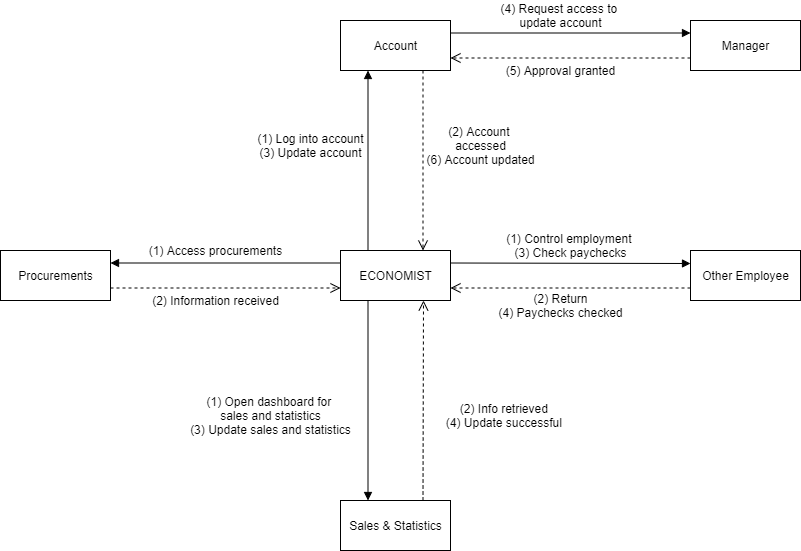 (4) Request access to
update account
Account
Manager
(5) Approval granted
(1) Log into account
(3) Update account
(2) Account
accessed
(6) Account updated
(1) Access procurements
(1) Control employment
(3) Check paychecks
Procurements
ECONOMIST
Other Employee
(2) Information received
(2) Return
(4) Paychecks checked
(1) Open dashboard for
sales and statistics
(3) Update sales and statistics
(2) Info retrieved
(4) Update successful
Sales & Statistics